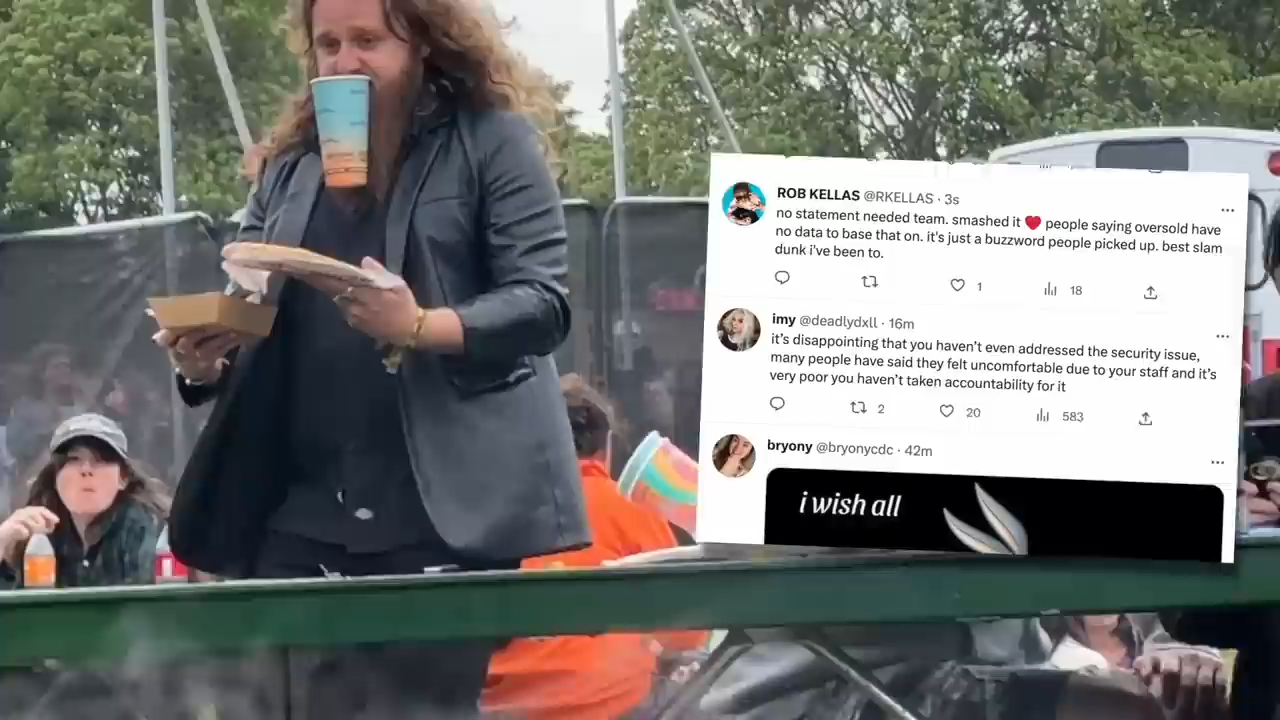 ROB KELLAS @RKELLAS · 3s
no statement needed team. smashed it ❤️ people saying oversold have
no data to base that on. it's just a buzzword people picked up. best slam
dunk i've been to.
1 18
imy @deadlydxll · 16m
it's disappointing that you haven't even addressed the security issue,
many people have said they felt uncomfortable due to your staff and it's
very poor you haven't taken accountability for it
2 20 583
bryony @bryonycdc · 42m
i wish all